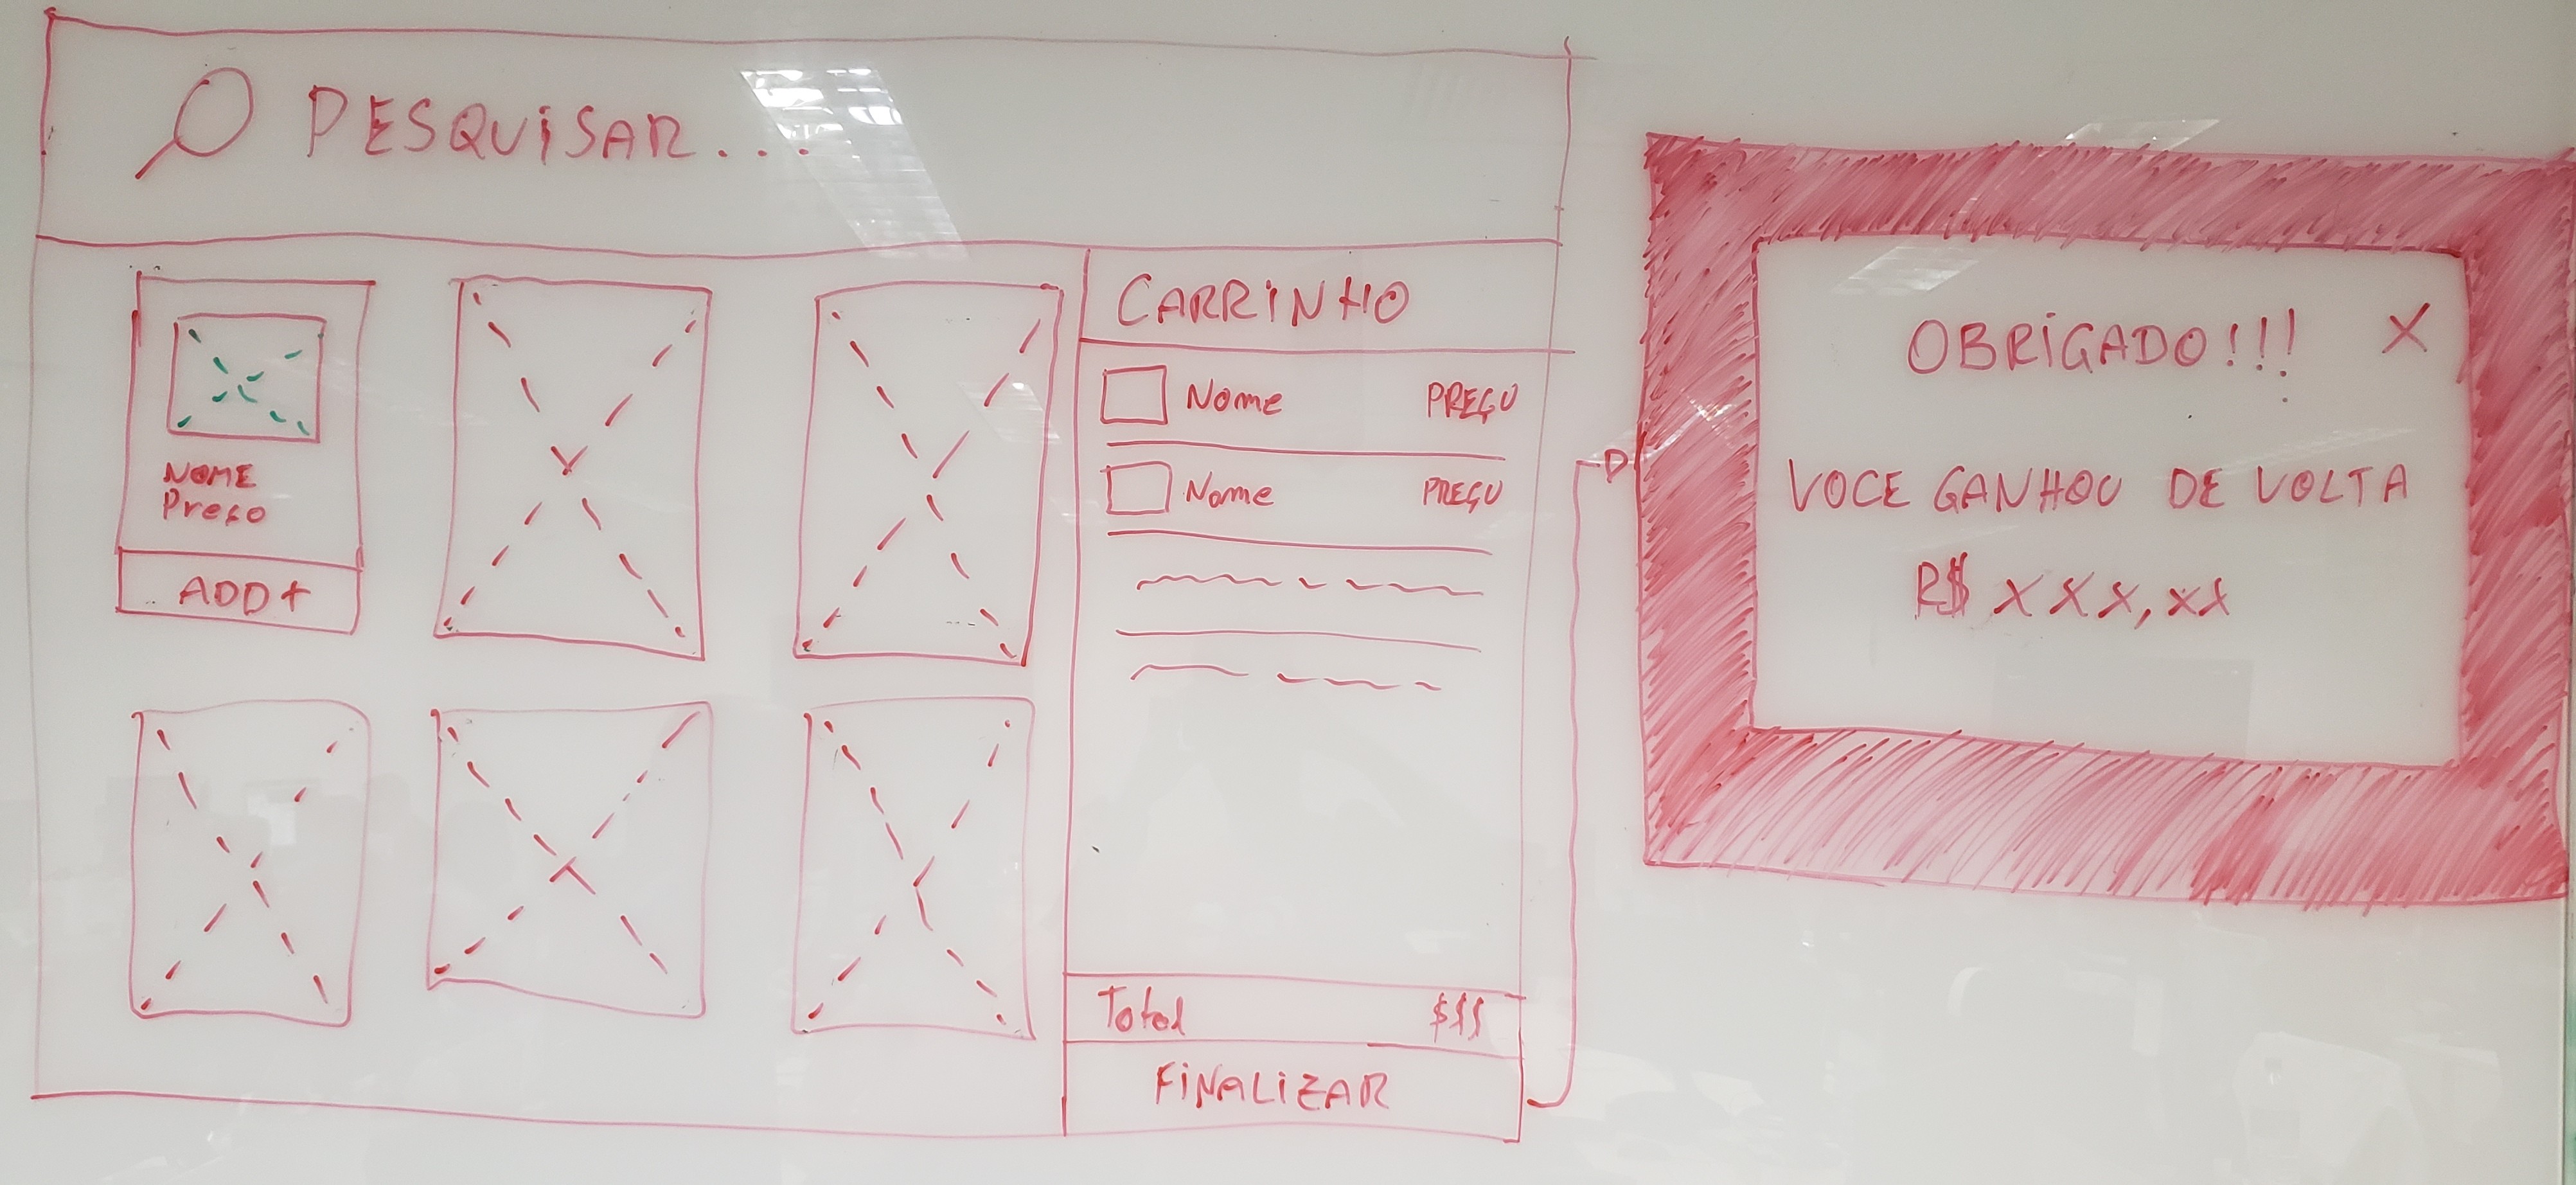 PESQUISAR...
NOME
Preço
ADD+
CARRINHO
Nome PREÇO
Nome PREÇO
Total $$$
FINALIZAR
OBRIGADO!!! X
VOCE GANHOU DE VOLTA
R$ XXX,XX